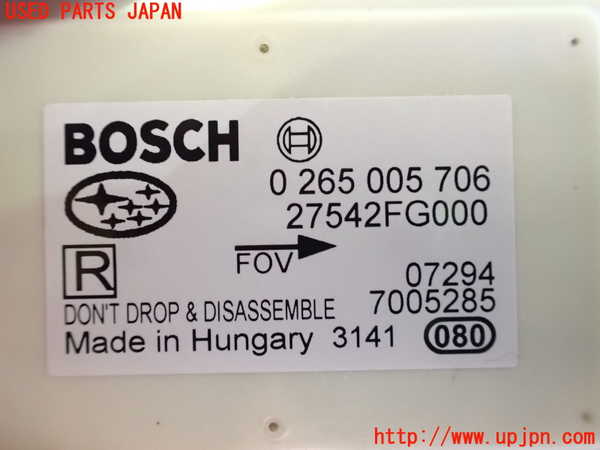 USED PARTS JAPAN
BOSCH
0 265 005 706
27542FG000
R
FOV
07294
DON'T DROP & DISASSEMBLE 7005285
Made in Hungary 3141 080
http://www.upjpn.com